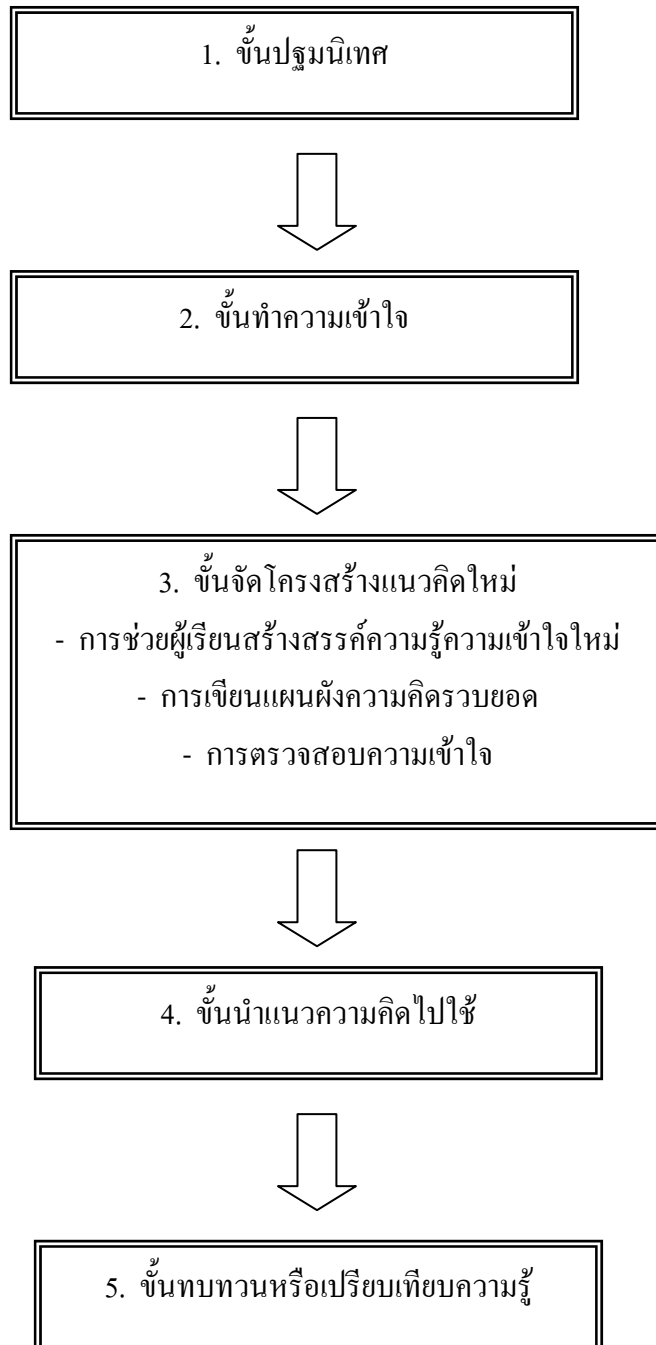 1. ขั้นปฐมนิเทศ
2. ขั้นทำความเข้าใจ
3. ขั้นจัดโครงสร้างแนวคิดใหม่
- การช่วยผู้เรียนสร้างสรรค์ความรู้ความเข้าใจใหม่
- การเขียนแผนผังความคิดรวบยอด
- การตรวจสอบความเข้าใจ
4. ขั้นนำแนวความคิดไปใช้
5. ขั้นทบทวนหรือเปรียบเทียบความรู้